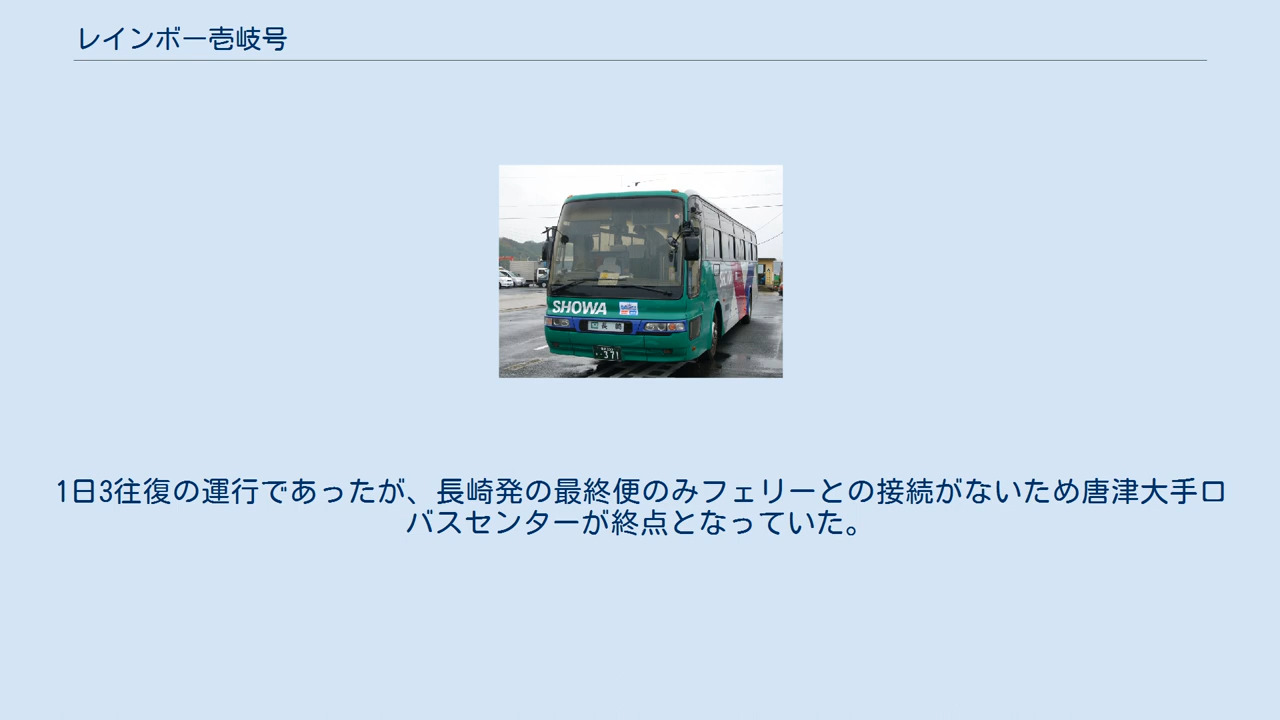 レインボー壱岐号
SHOWA
長崎
・371
1日3往復の運行であったが、長崎発の最終便のみフェリーとの接続がないため唐津大手口
バスセンターが終点となっていた。